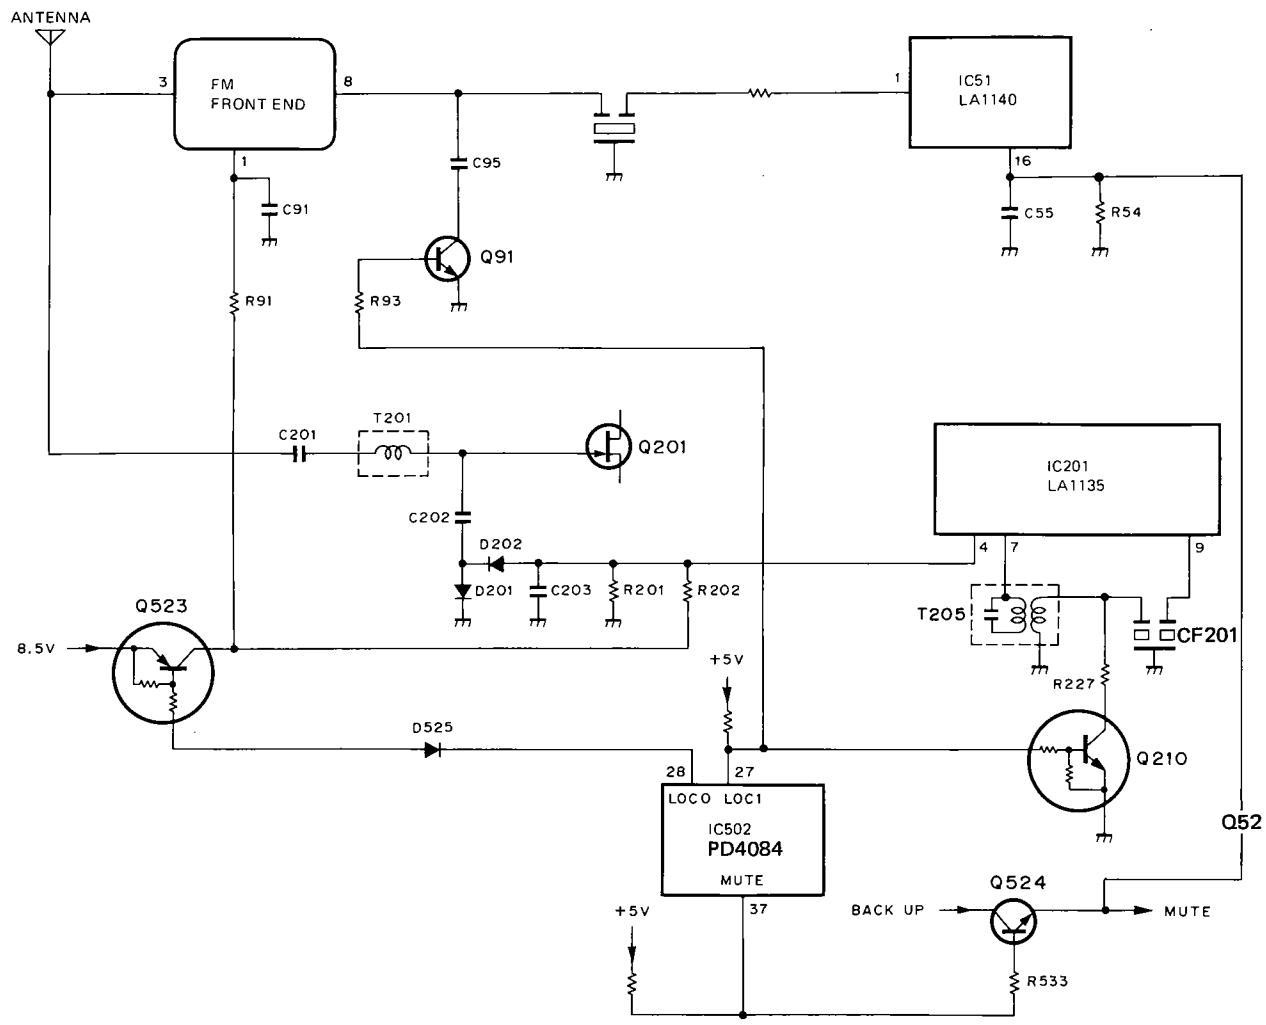 ANTENNA
3
FM
FRONT END
8
1
IC51
LA1140
1
16
C95
C91
C55
R54
Q91
R91
R93
T201
C201
Q201
IC201
LA1135
C202
D202
4
7
9
D201
C203
R201
R202
T205
CF201
Q523
8.5V
+5V
R227
D525
Q210
28
27
LOC0
LOC1
IC502
PD4084
MUTE
Q52
37
Q524
+5V
BACK UP
MUTE
R533